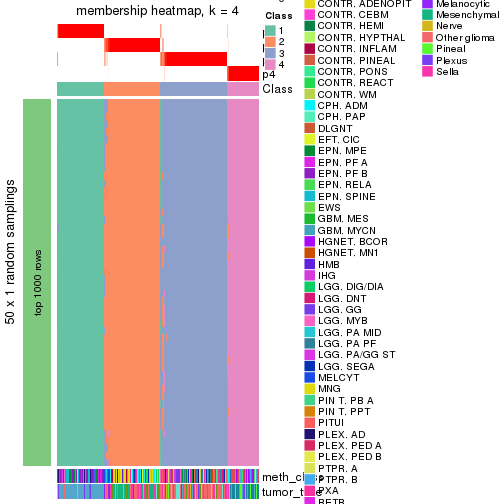 membership heatmap, k = 4
p4
Class
Class
1
2
3
4
50 x 1 random samplings
top 1000 rows
meth_cl
tumor_t
CONTR. ADENOPIT
CONTR. CEBM
CONTR. HEMI
CONTR. HYPTHAL
CONTR. INFLAM
CONTR. PINEAL
CONTR. PONS
CONTR. REACT
CONTR. WM
CPH. ADM
CPH. PAP
DLGNT
EFT. CIC
EPN. MPE
EPN. PF A
EPN. PF B
EPN. RELA
EPN. SPINE
EWS
GBM. MES
GBM. MYCN
HGNET. BCOR
HGNET. MN1
HMB
IHG
LGG. DIG/DIA
LGG. DNT
LGG. GG
LGG. MYB
LGG. PA MID
LGG. PA PF
LGG. PA/GG ST
LGG. SEGA
MELCYT
MNG
PIN T. PB A
PIN T. PPT
PITUI
PLEX. AD
PLEX. PED A
PLEX. PED B
PTPR. A
PTPR. B
PXA
RETB
Melanocytic
Mesenchymal
Nerve
Other glioma
Pineal
Plexus
Sella